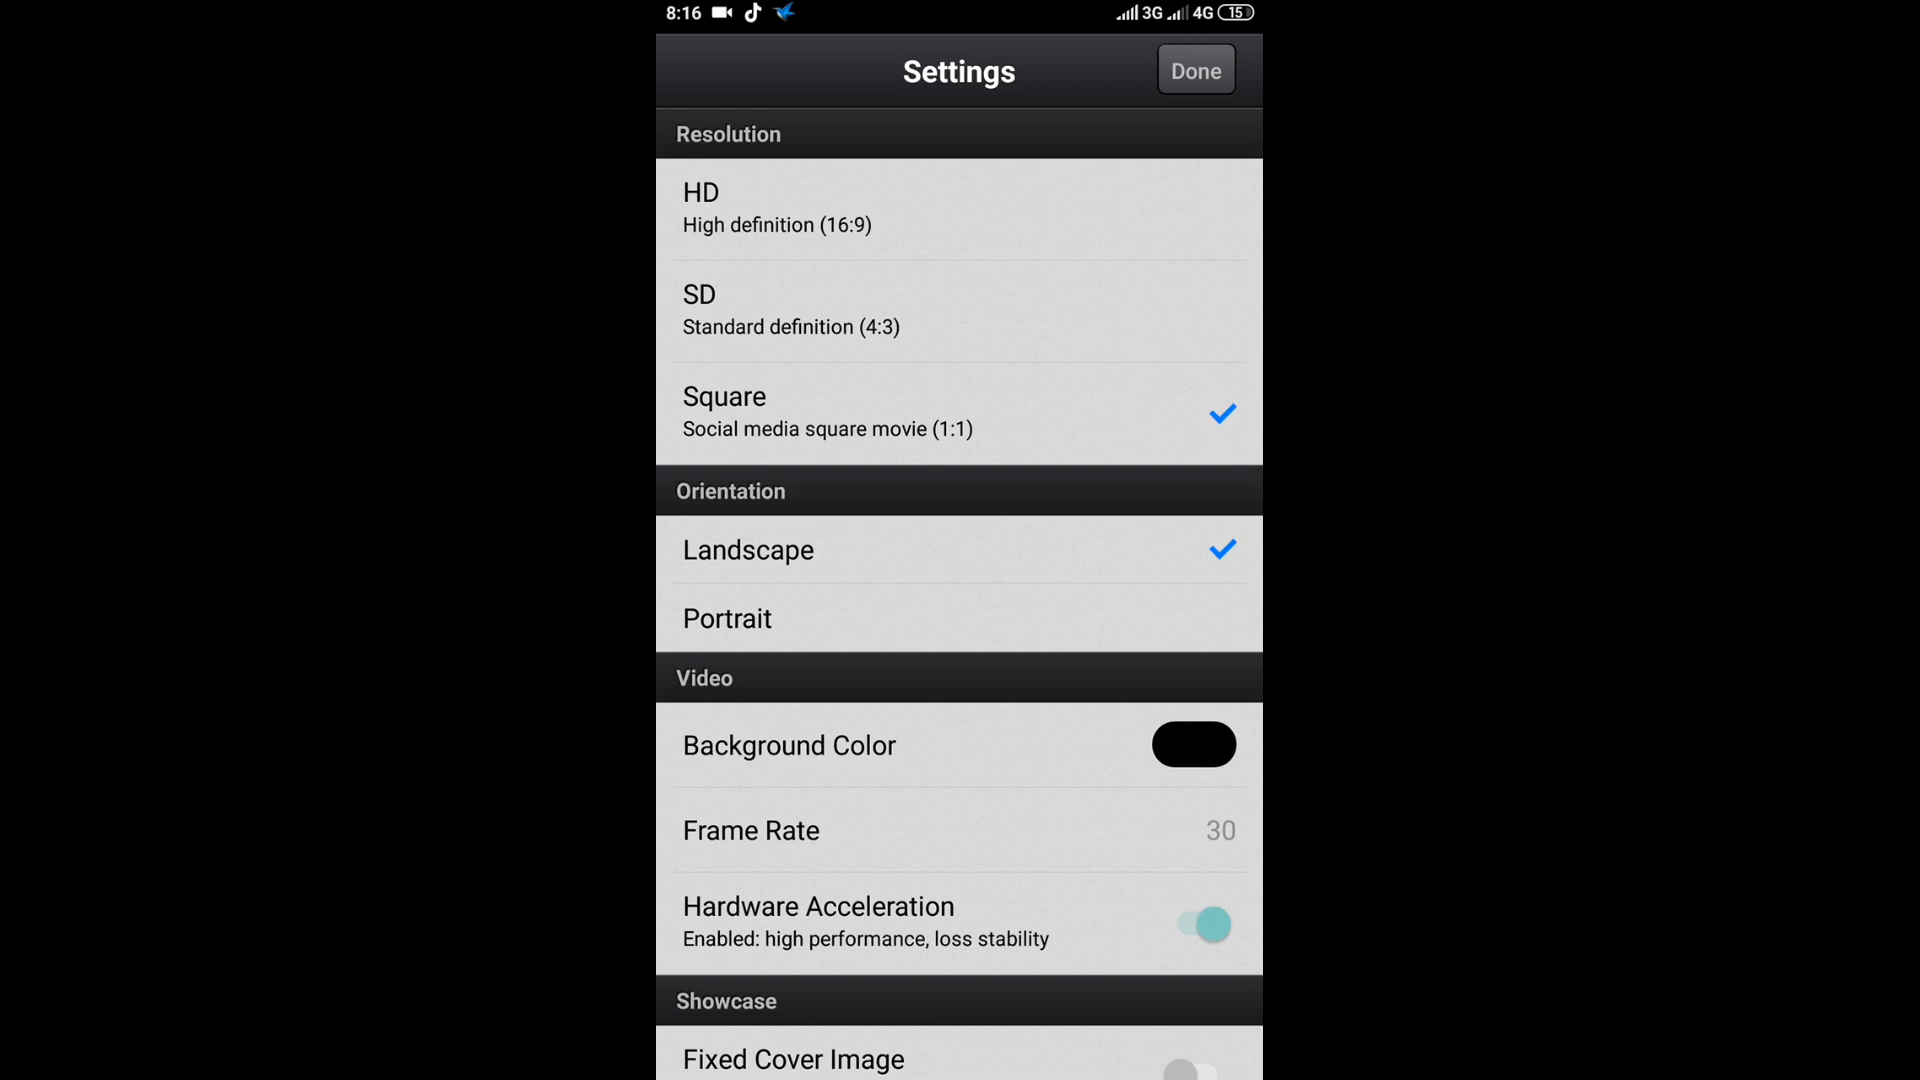 8:16 3G 4G 15
Settings
Done
Resolution
HD
High definition (16:9)
SD
Standard definition (4:3)
Square
Social media square movie (1:1)
Orientation
Landscape
Portrait
Video
Background Color
Frame Rate 30
Hardware Acceleration
Enabled: high performance, loss stability
Showcase
Fixed Cover Image